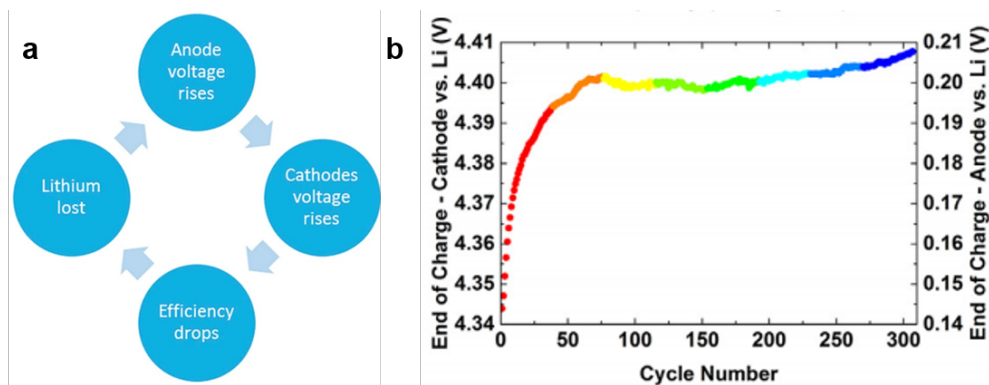 a
Anode
voltage
rises
Cathodes
voltage
rises
Efficiency
drops
Lithium
lost
b
End of Charge - Cathode vs. Li (V)
4.41
4.40
4.39
4.38
4.37
4.36
4.35
4.34
0.21
0.20
0.19
0.18
0.17
0.16
0.15
0.14
End of Charge - Anode vs. Li (V)
0 50 100 150 200 250 300
Cycle Number